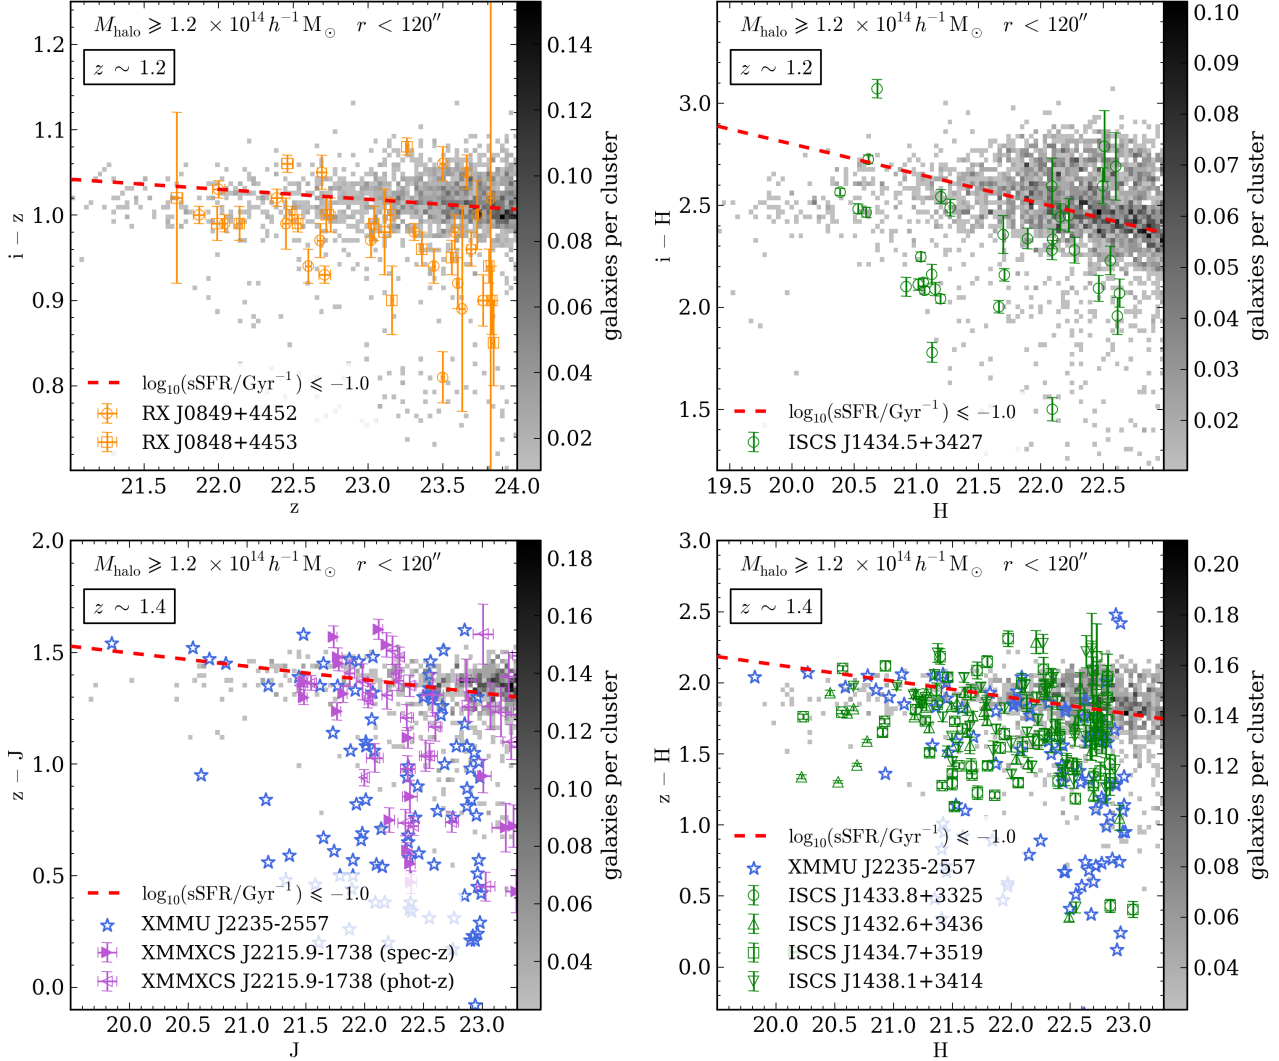 M_halo ⩾ 1.2 × 10^14 h^−1 M_⊙ r < 120″
z ∼ 1.2
1.2
1.1
1.0
0.9
0.8
i − z
log_10(sSFR/Gyr^−1) ⩽ −1.0
RX J0849+4452
RX J0848+4453
21.5 22.0 22.5 23.0 23.5 24.0
z
0.14
0.12
0.10
0.08
0.06
0.04
0.02
galaxies per cluster
M_halo ⩾ 1.2 × 10^14 h^−1 M_⊙ r < 120″
z ∼ 1.2
3.0
2.5
2.0
1.5
i − H
log_10(sSFR/Gyr^−1) ⩽ −1.0
ISCS J1434.5+3427
19.5 20.0 20.5 21.0 21.5 22.0 22.5
H
0.10
0.09
0.08
0.07
0.06
0.05
0.04
0.03
0.02
galaxies per cluster
M_halo ⩾ 1.2 × 10^14 h^−1 M_⊙ r < 120″
z ∼ 1.4
2.0
1.5
1.0
0.5
0.0
z − J
log_10(sSFR/Gyr^−1) ⩽ −1.0
XMMU J2235-2557
XMMXCS J2215.9-1738 (spec-z)
XMMXCS J2215.9-1738 (phot-z)
20.0 20.5 21.0 21.5 22.0 22.5 23.0
J
0.18
0.16
0.14
0.12
0.10
0.08
0.06
0.04
galaxies per cluster
M_halo ⩾ 1.2 × 10^14 h^−1 M_⊙ r < 120″
z ∼ 1.4
3.0
2.5
2.0
1.5
1.0
0.5
0.0
z − H
log_10(sSFR/Gyr^−1) ⩽ −1.0
XMMU J2235-2557
ISCS J1433.8+3325
ISCS J1432.6+3436
ISCS J1434.7+3519
ISCS J1438.1+3414
20.0 20.5 21.0 21.5 22.0 22.5 23.0
H
0.20
0.18
0.16
0.14
0.12
0.10
0.08
0.06
0.04
galaxies per cluster